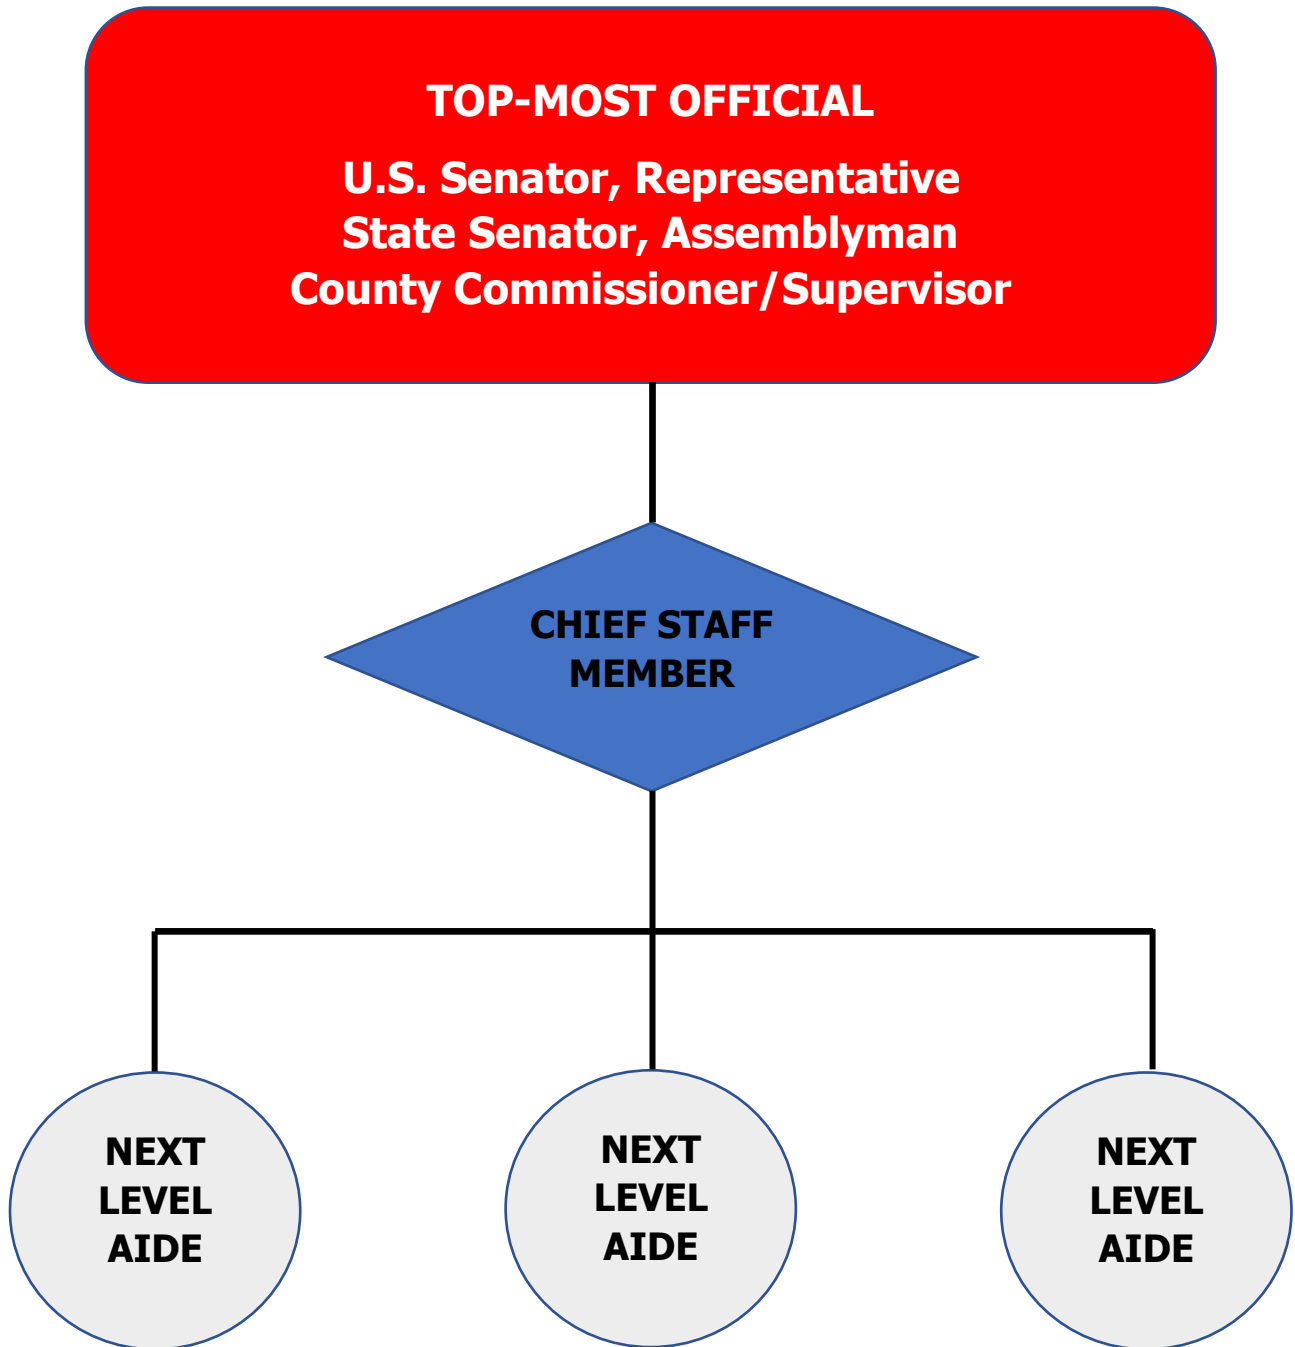 TOP-MOST OFFICIAL
U.S. Senator, Representative
State Senator, Assemblyman
County Commissioner/Supervisor
CHIEF STAFF
MEMBER
NEXT
LEVEL
AIDE
NEXT
LEVEL
AIDE
NEXT
LEVEL
AIDE